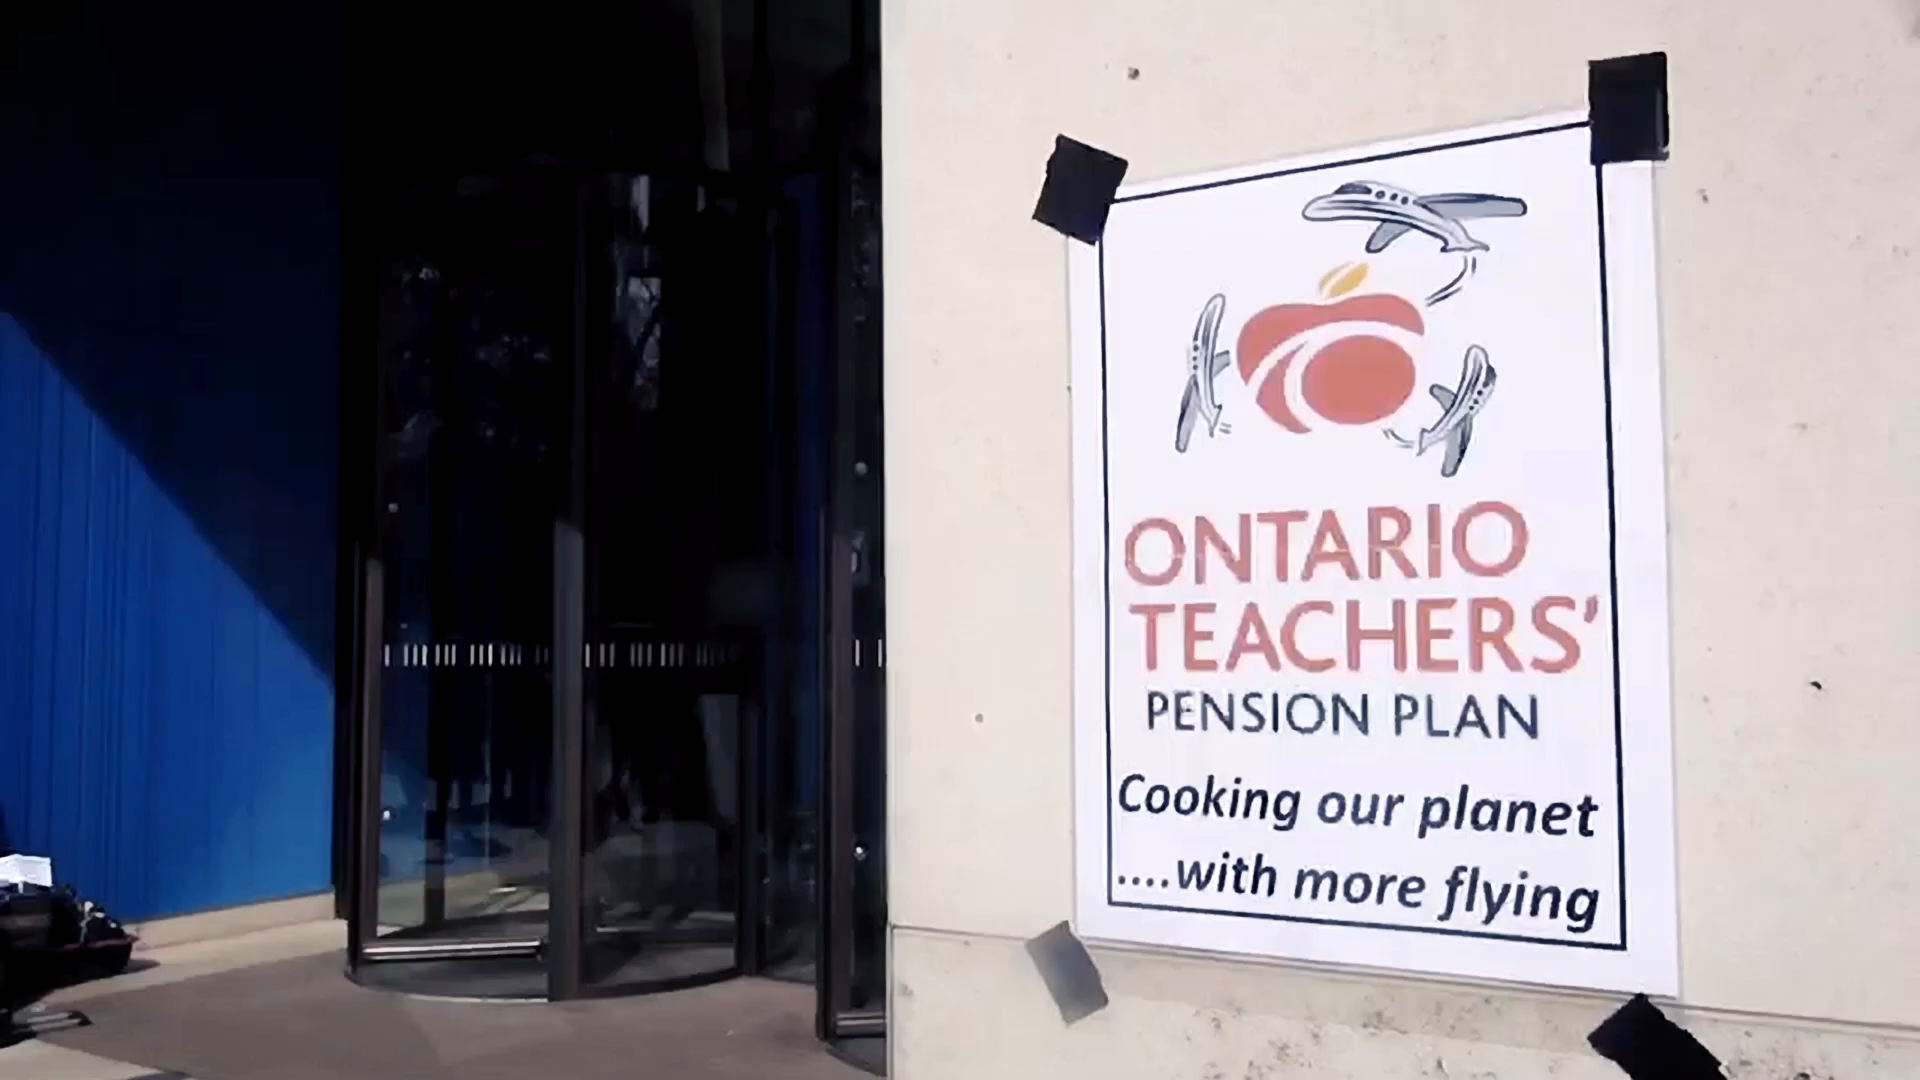 ONTARIO
TEACHERS’
PENSION PLAN
Cooking our planet
....with more flying